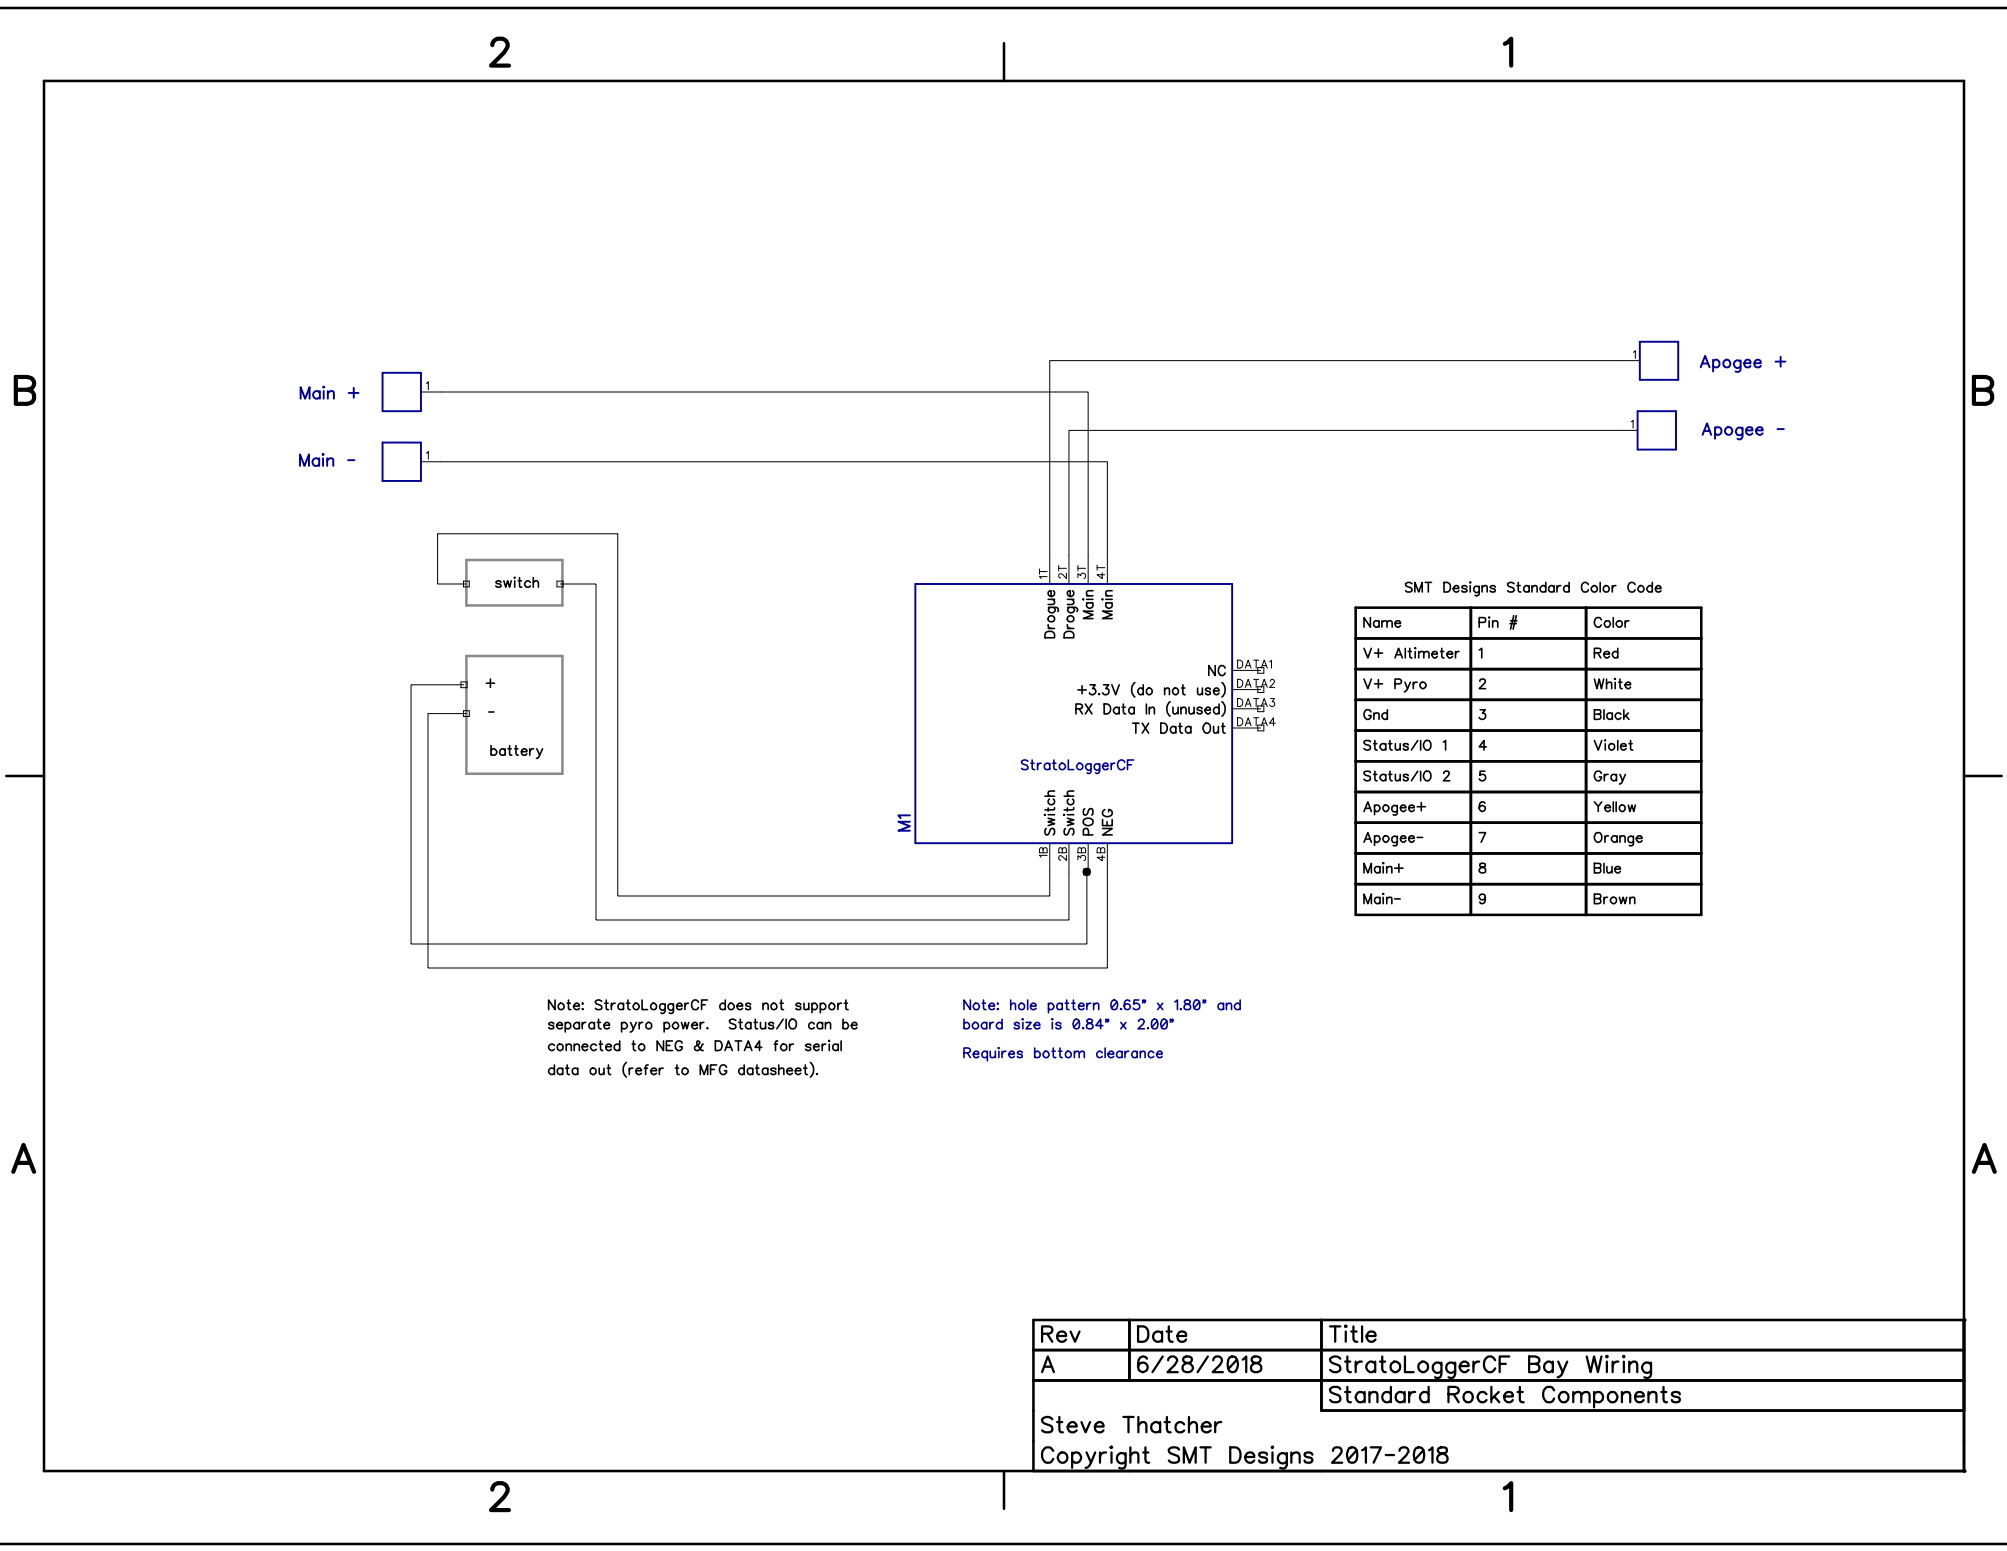 2 1
B B
Main +
1
Main -
1
1
Apogee +
1
Apogee -
switch
+
-
battery
1T 2T 3T 4T
Drogue Drogue Main Main
NC DATA1
+3.3V (do not use) DATA2
RX Data In (unused) DATA3
TX Data Out DATA4
StratoLoggerCF
M1
Switch Switch POS NEG
1B 2B 3B 4B
SMT Designs Standard Color Code
Name Pin # Color
V+ Altimeter 1 Red
V+ Pyro 2 White
Gnd 3 Black
Status/IO 1 4 Violet
Status/IO 2 5 Gray
Apogee+ 6 Yellow
Apogee- 7 Orange
Main+ 8 Blue
Main- 9 Brown
Note: StratoLoggerCF does not support
separate pyro power. Status/IO can be
connected to NEG & DATA4 for serial
data out (refer to MFG datasheet).
Note: hole pattern 0.65" x 1.80" and
board size is 0.84" x 2.00"
Requires bottom clearance
A A
Rev Date Title
A 6/28/2018 StratoLoggerCF Bay Wiring
Standard Rocket Components
Steve Thatcher
Copyright SMT Designs 2017-2018
2 1